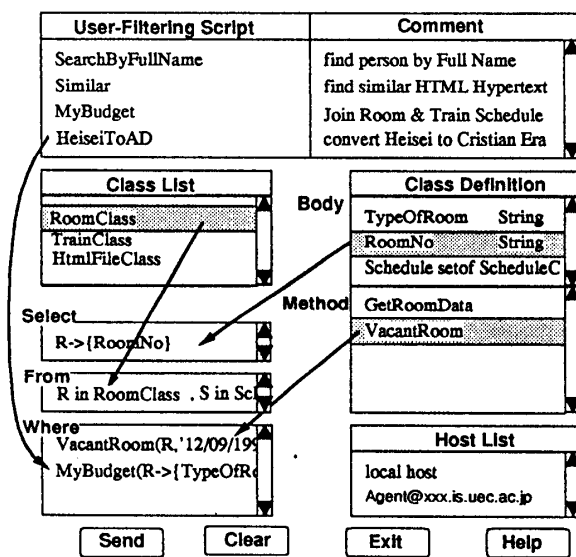 User-Filtering Script Comment
SearchByFullName find person by Full Name
Similar find similar HTML Hypertext
MyBudget Join Room & Train Schedule
HeiseiToAD convert Heisei to Cristian Era
Class List
RoomClass
TrainClass
HtmlFileClass
Class Definition
Body
TypeOfRoom String
RoomNo String
Schedule setof ScheduleC
Method
GetRoomData
VacantRoom
Select
R->{RoomNo}
From
R in RoomClass , S in Scl
Where
VacantRoom(R,'12/09/199
MyBudget(R->{TypeOfRo
Host List
local host
Agent@xxx.is.uec.ac.jp
Send Clear Exit Help